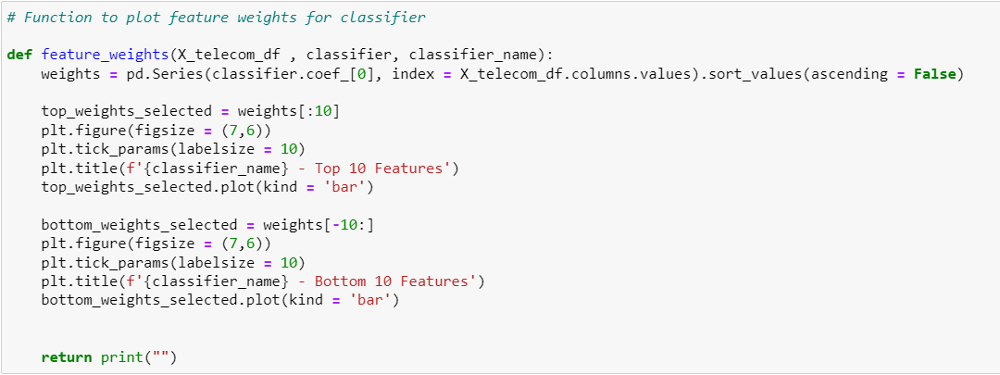 # Function to plot feature weights for classifier
def feature_weights(X_telecom_df , classifier, classifier_name):
    weights = pd.Series(classifier.coef_[0], index = X_telecom_df.columns.values).sort_values(ascending = False)
    top_weights_selected = weights[:10]
    plt.figure(figsize = (7,6))
    plt.tick_params(labelsize = 10)
    plt.title(f'{classifier_name} - Top 10 Features')
    top_weights_selected.plot(kind = 'bar')
    bottom_weights_selected = weights[-10:]
    plt.figure(figsize = (7,6))
    plt.tick_params(labelsize = 10)
    plt.title(f'{classifier_name} - Bottom 10 Features')
    bottom_weights_selected.plot(kind = 'bar')
    return print("")